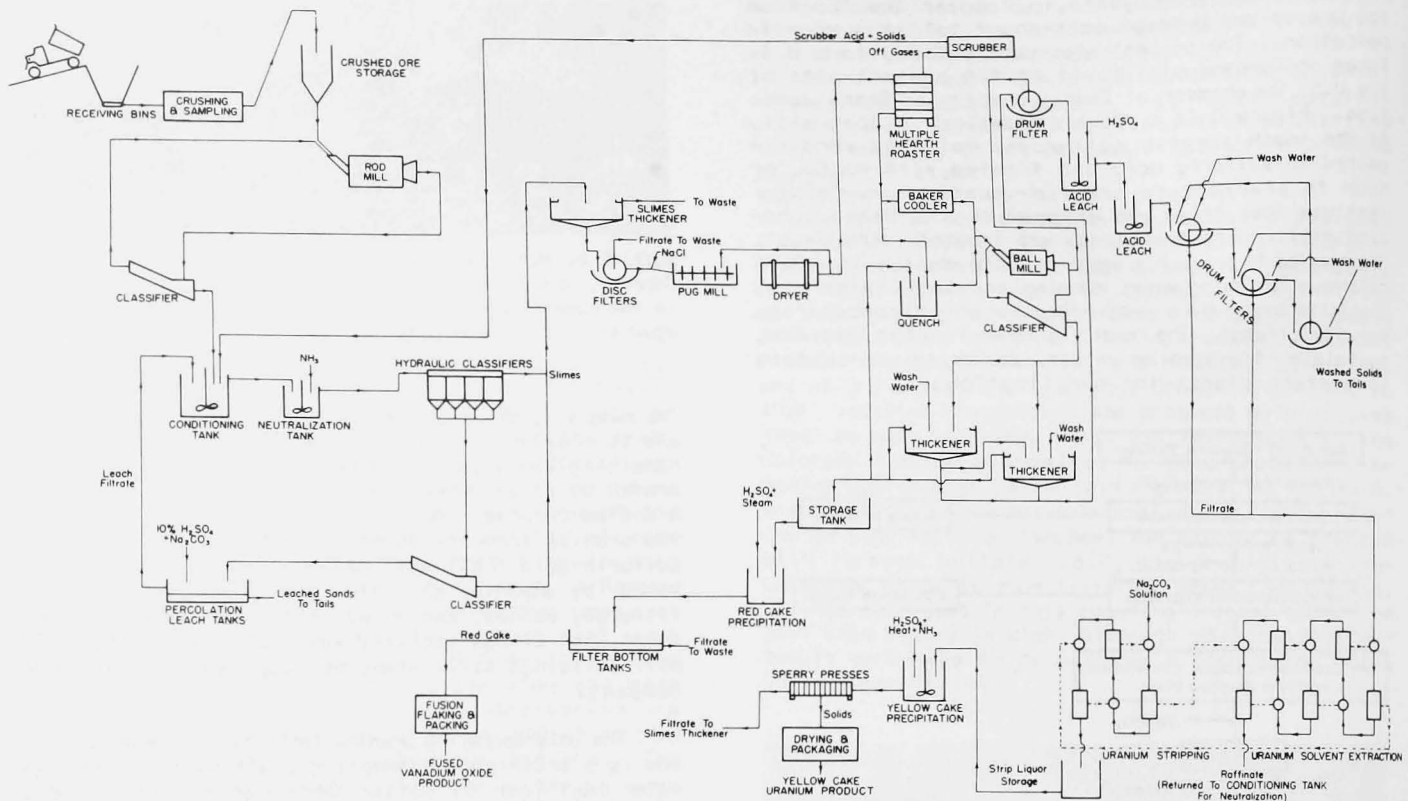 Scrubber Acid + Solids
SCRUBBER
Off Gases
CRUSHED ORE
STORAGE
RECEIVING BINS
CRUSHING
& SAMPLING
ROD
MILL
MULTIPLE
HEARTH
ROASTER
DRUM
FILTER
H2SO4
ACID
LEACH
Wash Water
ACID
LEACH
To Waste
SLIMES
THICKENER
Filtrate To Waste
NaCl
DISC
FILTERS
PUG MILL
DRYER
BAKER
COOLER
BALL
MILL
QUENCH
CLASSIFIER
DRUM FILTERS
Wash Water
Washed Solids
To Tails
CLASSIFIER
NH3
HYDRAULIC CLASSIFIERS
Slimes
CONDITIONING
TANK
NEUTRALIZATION
TANK
Wash
Water
THICKENER
Wash
Water
THICKENER
Leach
Filtrate
H2SO4+
Steam
STORAGE
TANK
Filtrate
10% H2SO4
+Na2CO3
PERCOLATION
LEACH TANKS
Leached Sands
To Tails
CLASSIFIER
RED CAKE
PRECIPITATION
Red Cake
FILTER BOTTOM
TANKS
Filtrate
To Waste
Na2CO3
Solution
H2SO4+
Heat+NH3
FUSION
FLAKING &
PACKING
FUSED
VANADIUM OXIDE
PRODUCT
SPERRY PRESSES
Filtrate To
Slimes Thickener
Solids
YELLOW CAKE
PRECIPITATION
DRYING &
PACKAGING
YELLOW CAKE
URANIUM PRODUCT
Strip Liquor
Storage
URANIUM STRIPPING
URANIUM SOLVENT EXTRACTION
Raffinate
(Returned To CONDITIONING TANK
For Neutralization)